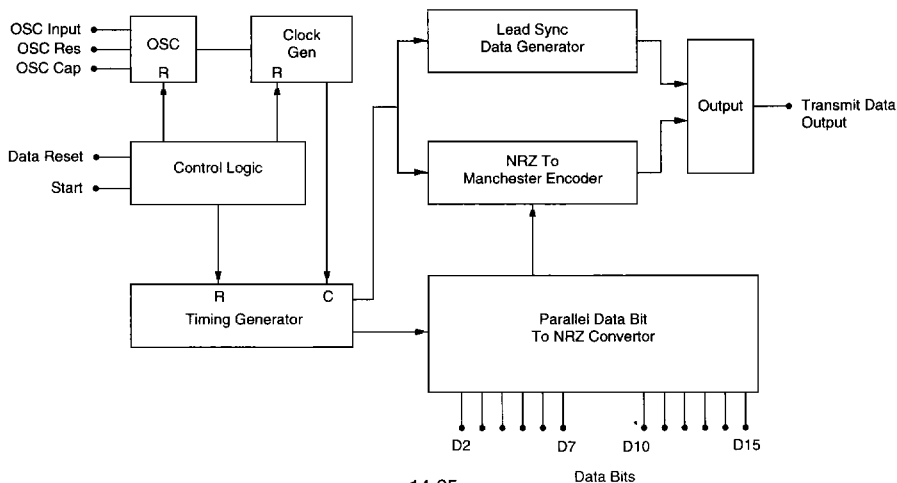 OSC Input
OSC Res
OSC Cap
OSC
R
Clock
Gen
R
Lead Sync
Data Generator
Output
Transmit Data
Output
Data Reset
Start
Control Logic
NRZ To
Manchester Encoder
R
C
Timing Generator
Parallel Data Bit
To NRZ Convertor
D2
D7
D10
D15
Data Bits